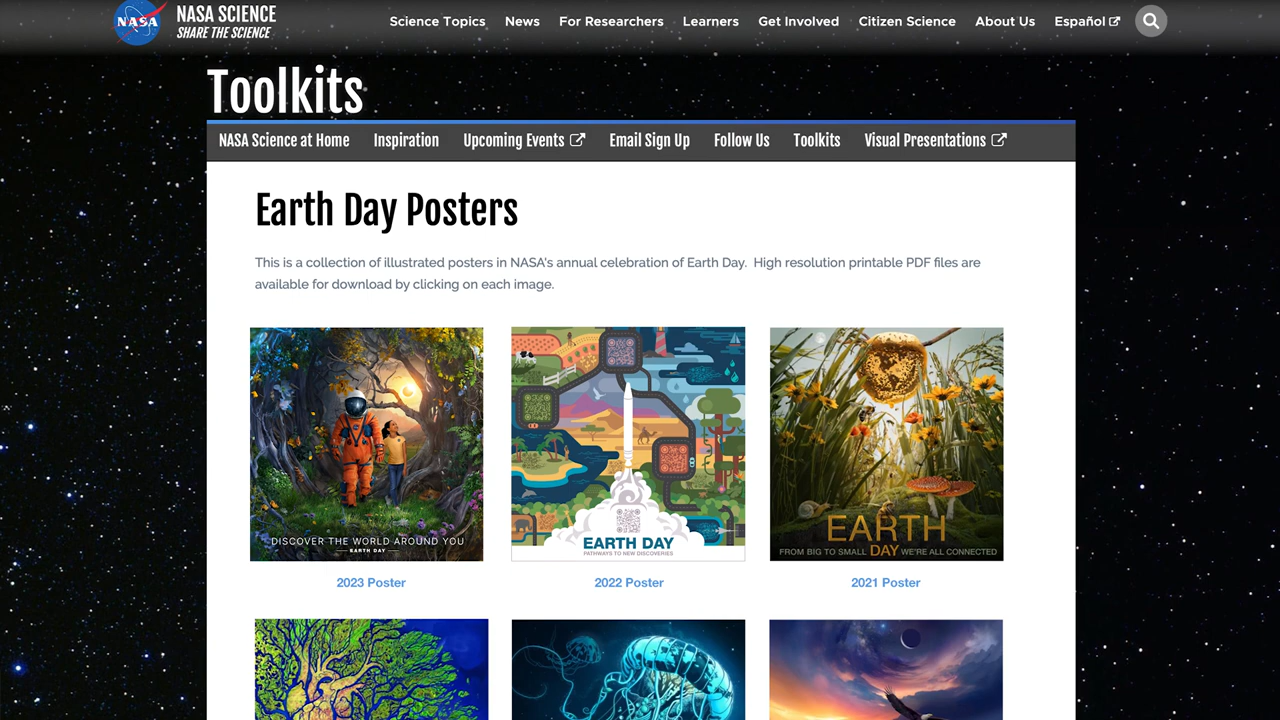 NASA
NASA SCIENCE
SHARE THE SCIENCE
Science Topics News For Researchers Learners Get Involved Citizen Science About Us Español
Toolkits
NASA Science at Home Inspiration Upcoming Events Email Sign Up Follow Us Toolkits Visual Presentations
Earth Day Posters
This is a collection of illustrated posters in NASA's annual celebration of Earth Day. High resolution printable PDF files are
available for download by clicking on each image.
DISCOVER THE WORLD AROUND YOU
EARTH DAY
EARTH DAY
PATHWAYS TO NEW DISCOVERIES
EARTH
FROM BIG TO SMALL DAY WE'RE ALL CONNECTED
2023 Poster 2022 Poster 2021 Poster